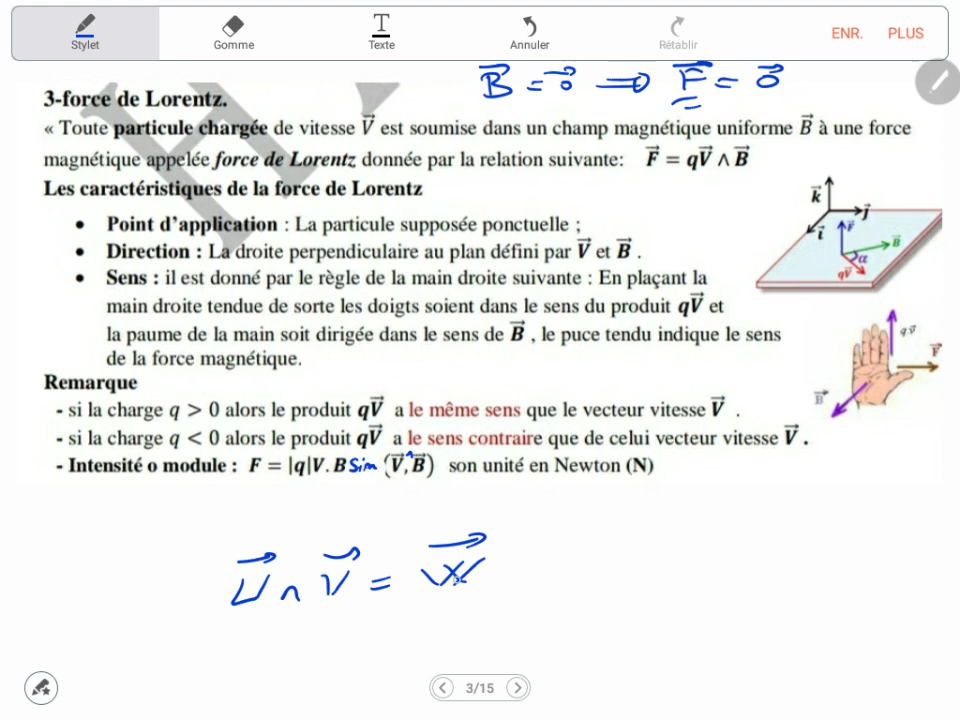 Stylet Gomme Texte Annuler Rétablir ENR. PLUS
B⃗ = o⃗ ⟹ F⃗ = o⃗
3-force de Lorentz.
« Toute particule chargée de vitesse V⃗ est soumise dans un champ magnétique uniforme B⃗ à une force
magnétique appelée force de Lorentz donnée par la relation suivante: F⃗ = qV⃗ ∧ B⃗
Les caractéristiques de la force de Lorentz
• Point d'application : La particule supposée ponctuelle ;
• Direction : La droite perpendiculaire au plan défini par V⃗ et B⃗ .
• Sens : il est donné par le règle de la main droite suivante : En plaçant la
main droite tendue de sorte les doigts soient dans le sens du produit qV⃗ et
la paume de la main soit dirigée dans le sens de B⃗ , le puce tendu indique le sens
de la force magnétique.
k⃗
j⃗
i⃗
F⃗
B⃗
α
qV⃗
qv⃗
F⃗
B⃗
Remarque
- si la charge q > 0 alors le produit qV⃗ a le même sens que le vecteur vitesse V⃗ .
- si la charge q < 0 alors le produit qV⃗ a le sens contraire que de celui vecteur vitesse V⃗ .
- Intensité o module : F = |q|V. B Sim (V⃗,^B⃗) son unité en Newton (N)
U⃗ ∧ V⃗ = W⃗
3/15